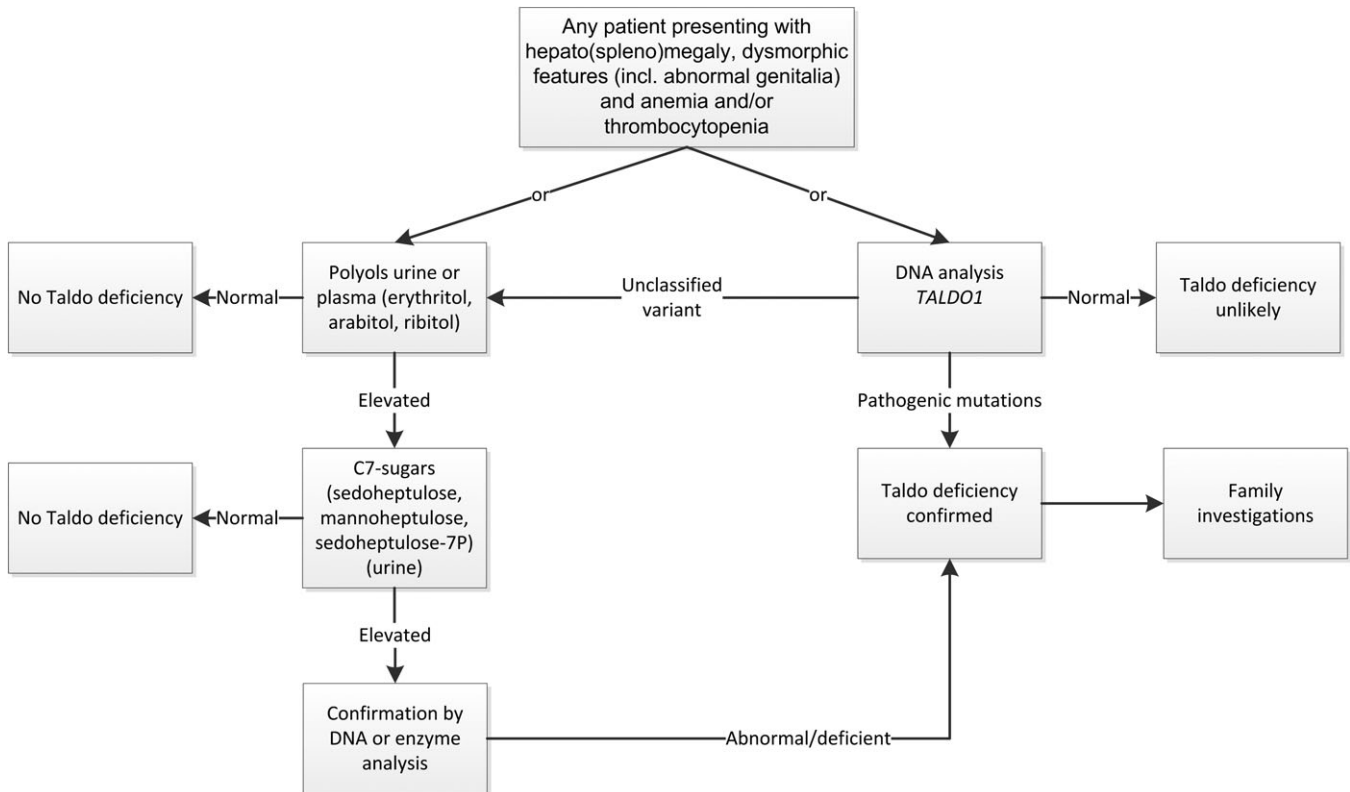 Any patient presenting with
hepato(spleno)megaly, dysmorphic
features (incl. abnormal genitalia)
and anemia and/or
thrombocytopenia
or
or
No Taldo deficiency
Normal
Polyols urine or
plasma (erythritol,
arabitol, ribitol)
Unclassified
variant
DNA analysis
TALDO1
Normal
Taldo deficiency
unlikely
Elevated
Pathogenic mutations
No Taldo deficiency
Normal
C7-sugars
(sedoheptulose,
mannoheptulose,
sedoheptulose-7P)
(urine)
Taldo deficiency
confirmed
Family
investigations
Elevated
Confirmation by
DNA or enzyme
analysis
Abnormal/deficient